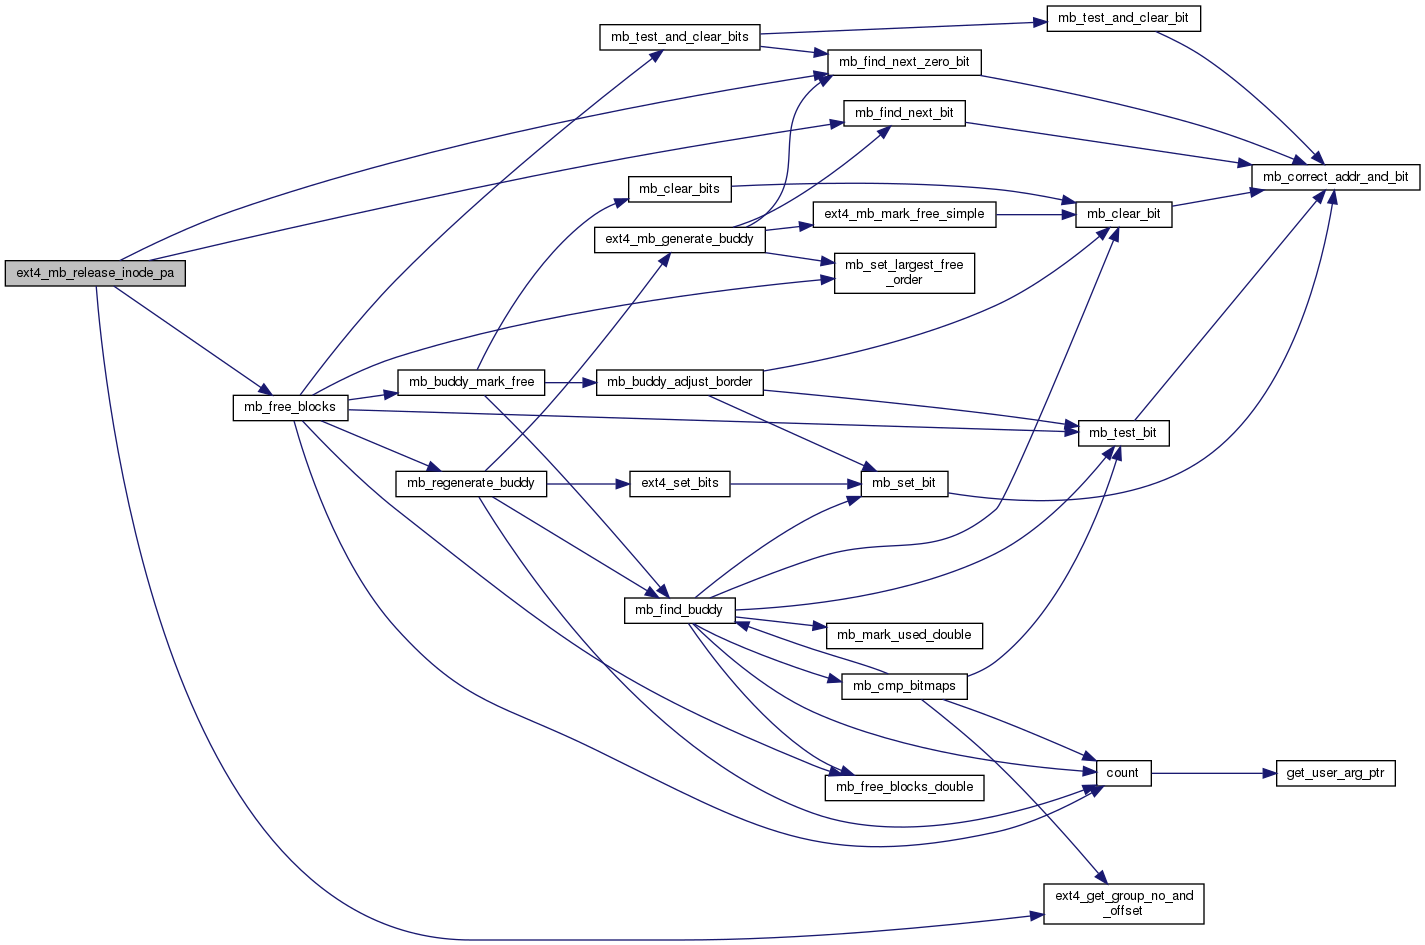 mb_test_and_clear_bit
mb_test_and_clear_bits
mb_find_next_zero_bit
mb_find_next_bit
mb_correct_addr_and_bit
mb_clear_bits
ext4_mb_mark_free_simple
mb_clear_bit
ext4_mb_generate_buddy
mb_set_largest_free
_order
ext4_mb_release_inode_pa
mb_buddy_mark_free
mb_buddy_adjust_border
mb_free_blocks
mb_test_bit
mb_regenerate_buddy
ext4_set_bits
mb_set_bit
mb_find_buddy
mb_mark_used_double
mb_cmp_bitmaps
count
get_user_arg_ptr
mb_free_blocks_double
ext4_get_group_no_and
_offset